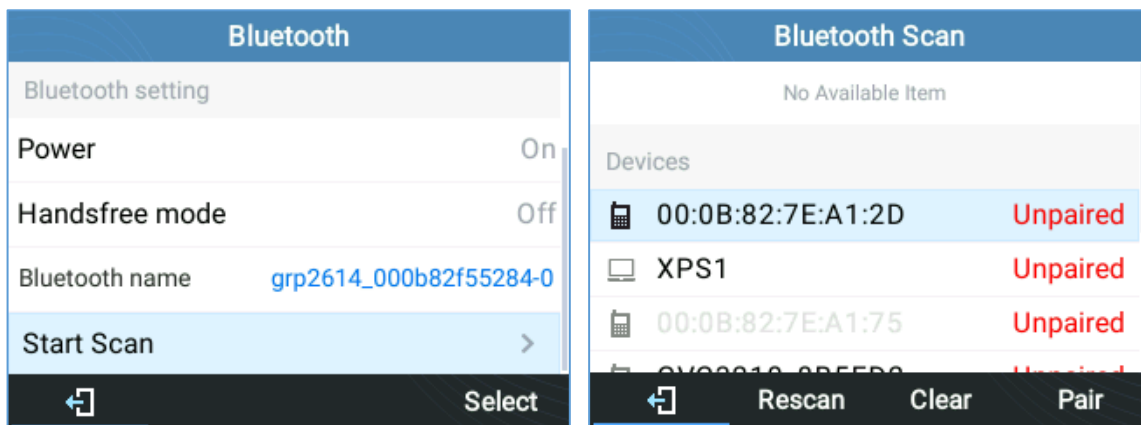 Bluetooth
Bluetooth setting
Power On
Handsfree mode Off
Bluetooth name grp2614_000b82f55284-0
Start Scan >
Select
Bluetooth Scan
No Available Item
Devices
00:0B:82:7E:A1:2D Unpaired
XPS1 Unpaired
00:0B:82:7E:A1:75 Unpaired
Rescan Clear Pair